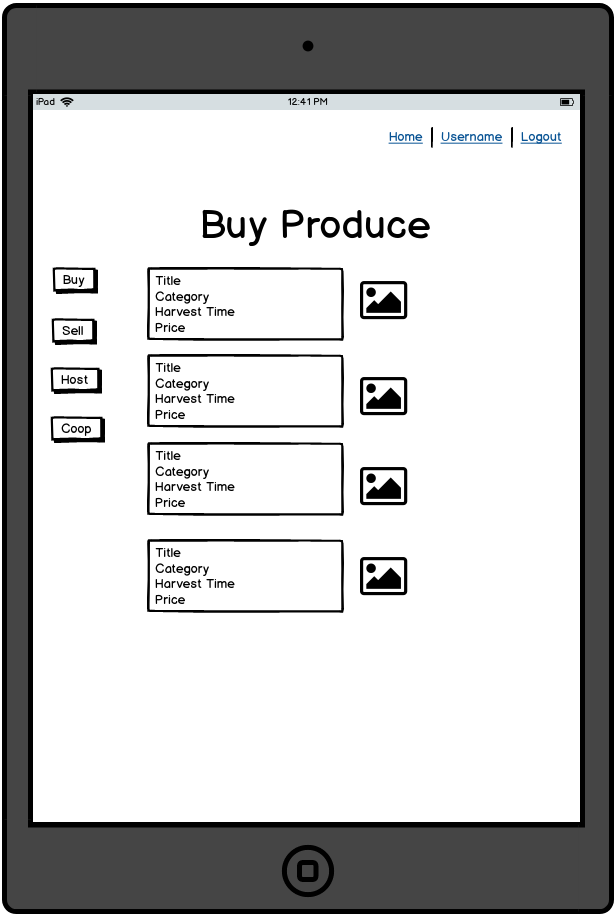 iPad 12:41 PM
Home Username Logout
Buy Produce
Buy
Sell
Host
Coop
Title
Category
Harvest Time
Price
Title
Category
Harvest Time
Price
Title
Category
Harvest Time
Price
Title
Category
Harvest Time
Price